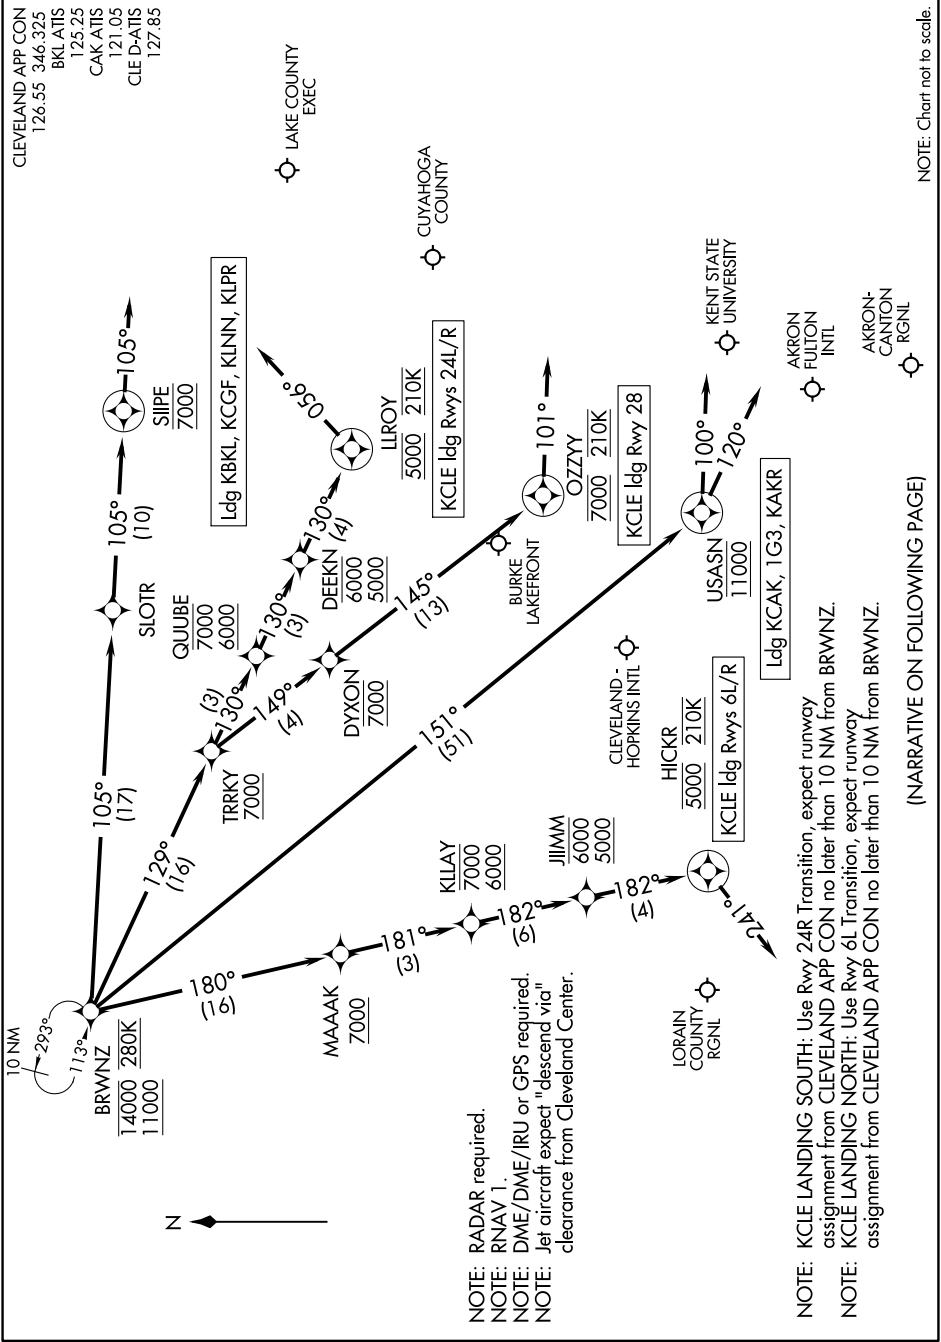 CLEVELAND APP CON
126.55 346.325
BKL ATIS
125.25
CAK ATIS
121.05
CLE D-ATIS
127.85
10 NM
293°
113°
BRWNZ
14000 280K
11000
N
105°
(17)
SLOTR
105°
(10)
SIIPE
7000
105°
Ldg KBKL, KCGF, KLNN, KLPR
LAKE COUNTY
EXEC
129°
(16)
TRRKY
7000
130°
(3)
QUUBE
7000
6000
130°
(3)
DEEKN
6000
5000
130°
(4)
LLROY
5000 210K
056°
KCLE ldg Rwys 24L/R
CUYAHOGA
COUNTY
149°
(4)
DYXON
7000
145°
(13)
BURKE
LAKEFRONT
OZZYY
7000 210K
101°
KCLE ldg Rwy 28
151°
(51)
USASN
11000
100°
120°
Ldg KCAK, 1G3, KAKR
KENT STATE
UNIVERSITY
AKRON
FULTON
INTL
AKRON-
CANTON
RGNL
180°
(16)
MAAAK
7000
181°
(3)
KLLAY
7000
6000
182°
(6)
JIIMM
6000
5000
182°
(4)
HICKR
5000 210K
KCLE ldg Rwys 6L/R
241°
CLEVELAND -
HOPKINS INTL
LORAIN
COUNTY
RGNL
NOTE: RADAR required.
NOTE: RNAV 1.
NOTE: DME/DME/IRU or GPS required.
NOTE: Jet aircraft expect "descend via"
clearance from Cleveland Center.
NOTE: KCLE LANDING SOUTH: Use Rwy 24R Transition, expect runway
assignment from CLEVELAND APP CON no later than 10 NM from BRWNZ.
NOTE: KCLE LANDING NORTH: Use Rwy 6L Transition, expect runway
assignment from CLEVELAND APP CON no later than 10 NM from BRWNZ.
(NARRATIVE ON FOLLOWING PAGE)
NOTE: Chart not to scale.